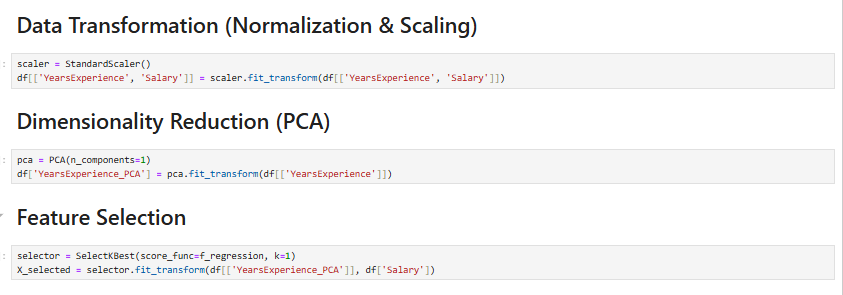 Data Transformation (Normalization & Scaling)
: scaler = StandardScaler()
df[['YearsExperience', 'Salary']] = scaler.fit_transform(df[['YearsExperience', 'Salary']])
Dimensionality Reduction (PCA)
: pca = PCA(n_components=1)
df['YearsExperience_PCA'] = pca.fit_transform(df[['YearsExperience']])
Feature Selection
: selector = SelectKBest(score_func=f_regression, k=1)
X_selected = selector.fit_transform(df[['YearsExperience_PCA']], df['Salary'])